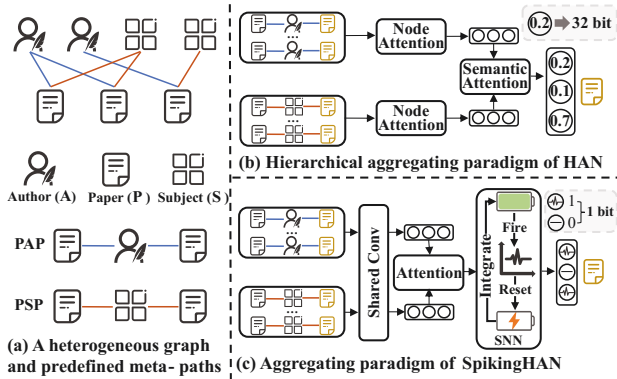 Author (A) Paper (P) Subject (S)
PAP
PSP
(a) A heterogeneous graph
and predefined meta- paths
...
...
Node
Attention
Node
Attention
Semantic
Attention
0.2 32 bit
0.2
0.1
0.7
(b) Hierarchical aggregating paradigm of HAN
...
...
Shared Conv
Attention
Integrate
Fire
Reset
SNN
1
0
1 bit
(c) Aggregating paradigm of SpikingHAN